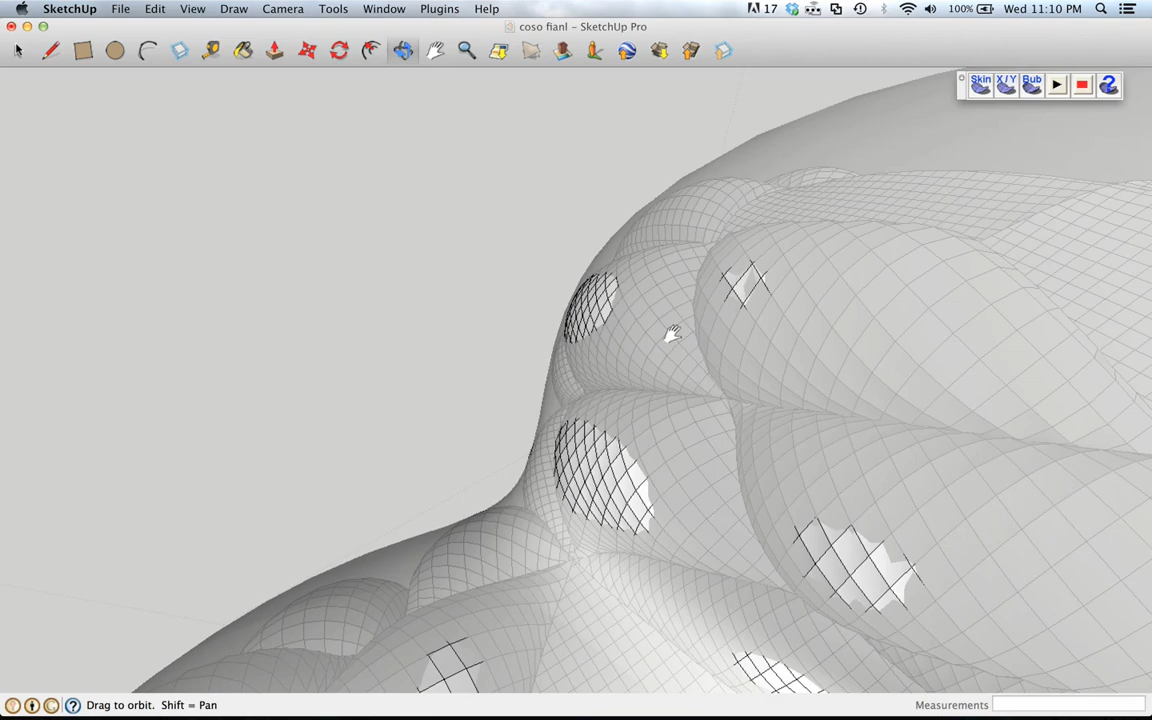 SketchUp File Edit View Camera Draw Tools Window Plugins Help 17 100% Wed 11:10 PM
coso fianl – SketchUp Pro
Skin X / Y Bub ?
? Drag to orbit. Shift = Pan Measurements